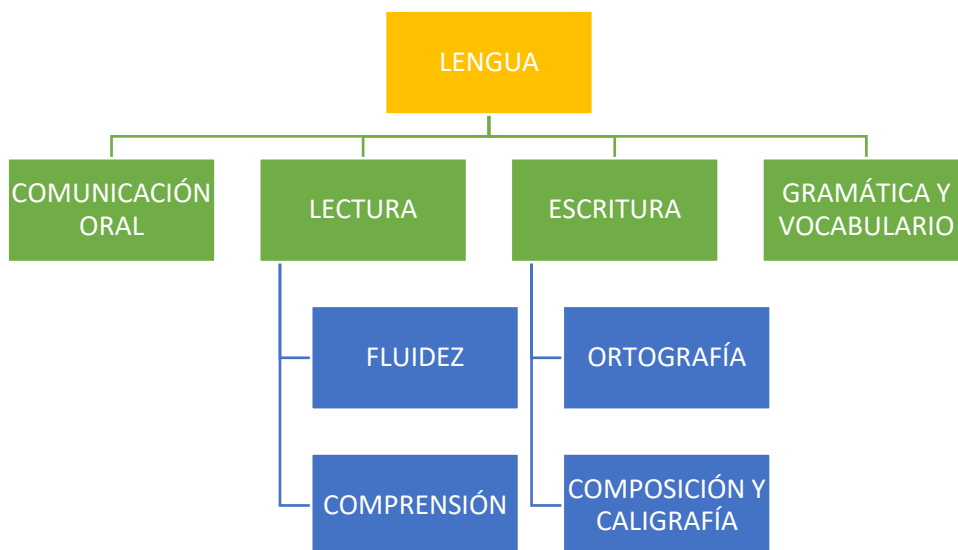 LENGUA
COMUNICACIÓN
ORAL
LECTURA
ESCRITURA
GRAMÁTICA Y
VOCABULARIO
FLUIDEZ
ORTOGRAFÍA
COMPRENSIÓN
COMPOSICIÓN Y
CALIGRAFÍA